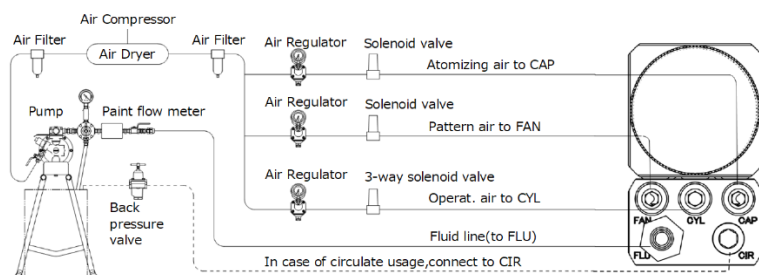 Air Compressor
Air Filter
Air Dryer
Air Filter
Air Regulator
Solenoid valve
Atomizing air to CAP
Pump
Paint flow meter
Air Regulator
Solenoid valve
Pattern air to FAN
Air Regulator
3-way solenoid valve
Operat. air to CYL
Back
pressure
valve
Fluid line(to FLU)
In case of circulate usage,connect to CIR
FAN
CYL
CAP
FLU
CIR